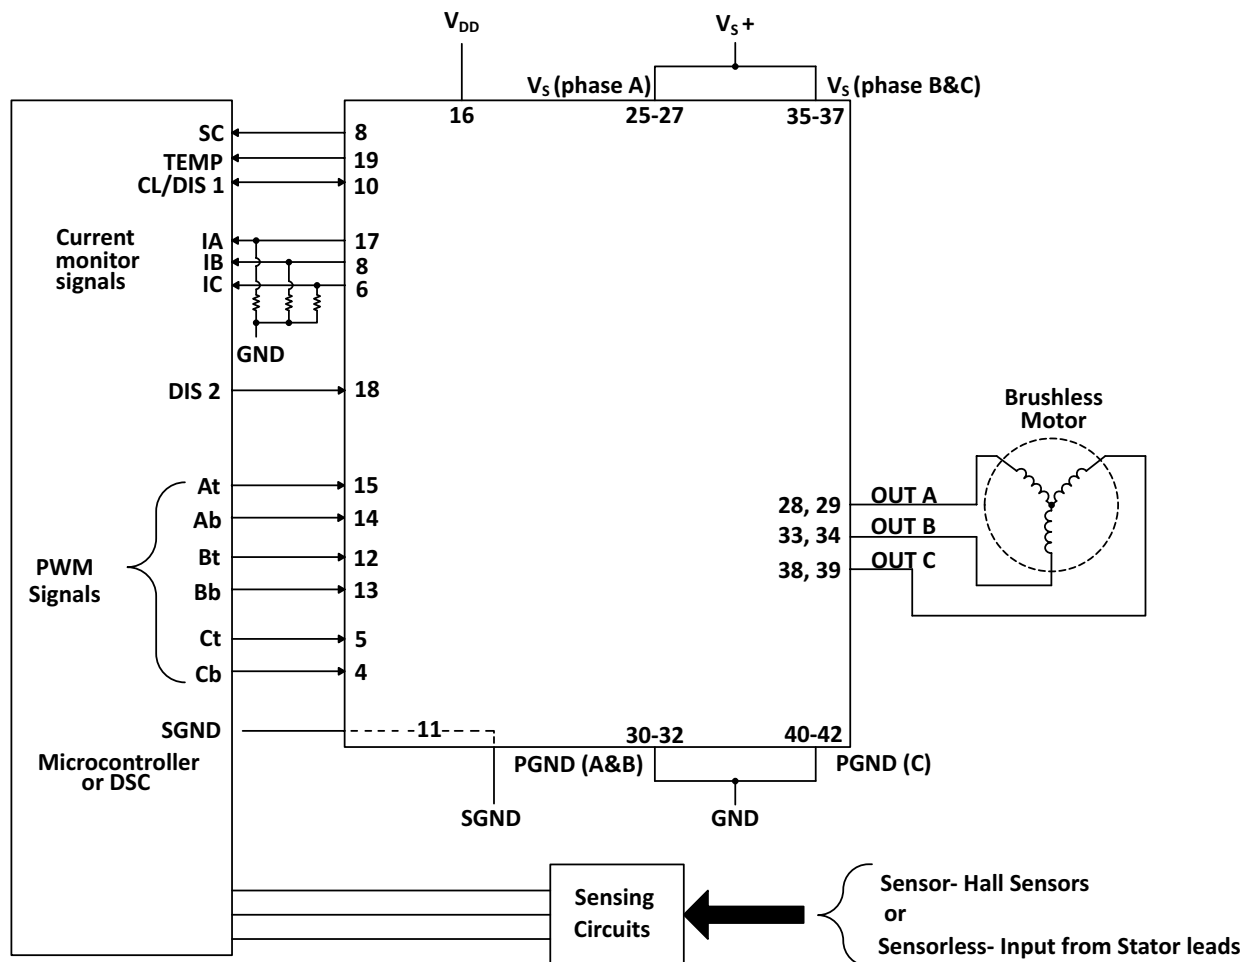 V_DD
V_S +
V_S (phase A)
V_S (phase B&C)
16
25-27
35-37
SC
8
TEMP
19
CL/DIS 1
10
Current
monitor
signals
IA
17
IB
8
IC
6
GND
DIS 2
18
Brushless
Motor
PWM
Signals
At
15
Ab
14
Bt
12
Bb
13
Ct
5
Cb
4
28, 29
OUT A
33, 34
OUT B
38, 39
OUT C
SGND
11
30-32
40-42
Microcontroller
or DSC
PGND (A&B)
PGND (C)
SGND
GND
Sensing
Circuits
Sensor- Hall Sensors
or
Sensorless- Input from Stator leads